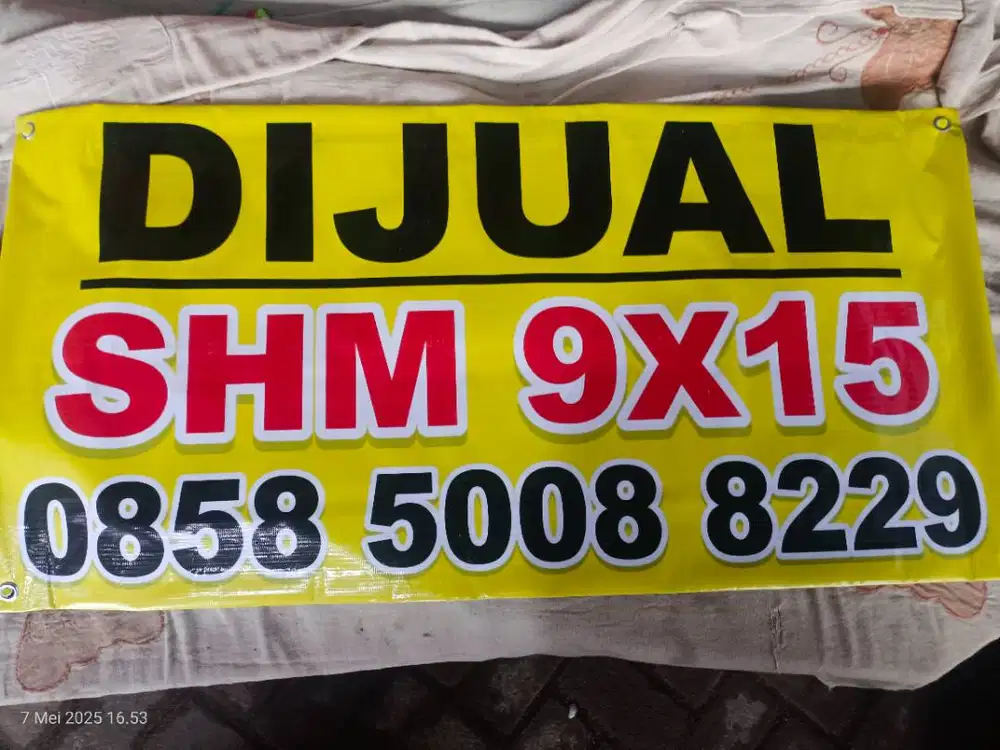 DIJUAL
SHM 9X15
0858 5008 8229
7 Mei 2025 16.53